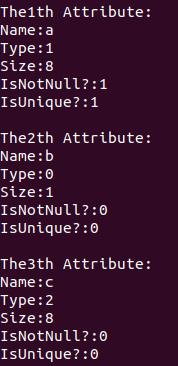 The1th Attribute:
Name:a
Type:1
Size:8
IsNotNull?:1
IsUnique?:1
The2th Attribute:
Name:b
Type:0
Size:1
IsNotNull?:0
IsUnique?:0
The3th Attribute:
Name:c
Type:2
Size:8
IsNotNull?:0
IsUnique?:0